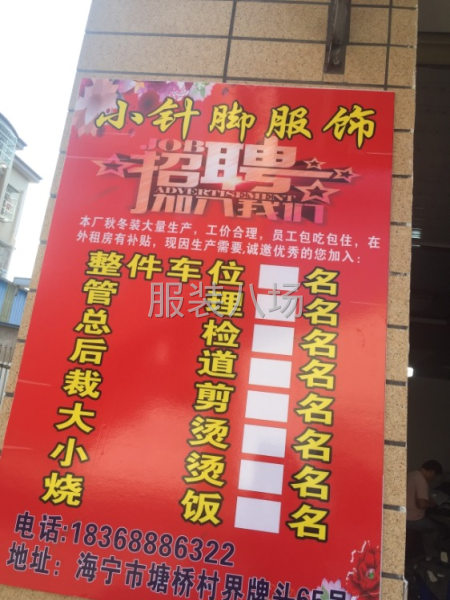 小针脚服饰
JOB
招聘
ADVERTISEMENT
加入我们
本厂秋冬装大量生产，工价合理，员工包吃包住，在
外租房有补贴，现因生产需要，诚邀优秀的您加入：
整件车位 名
管理 名
总检 名
后道 名
裁剪 名
大烫 名
小烫 名
烧饭 名
电话:18368886322
地址：海宁市塘桥村界牌头65号
服装八场